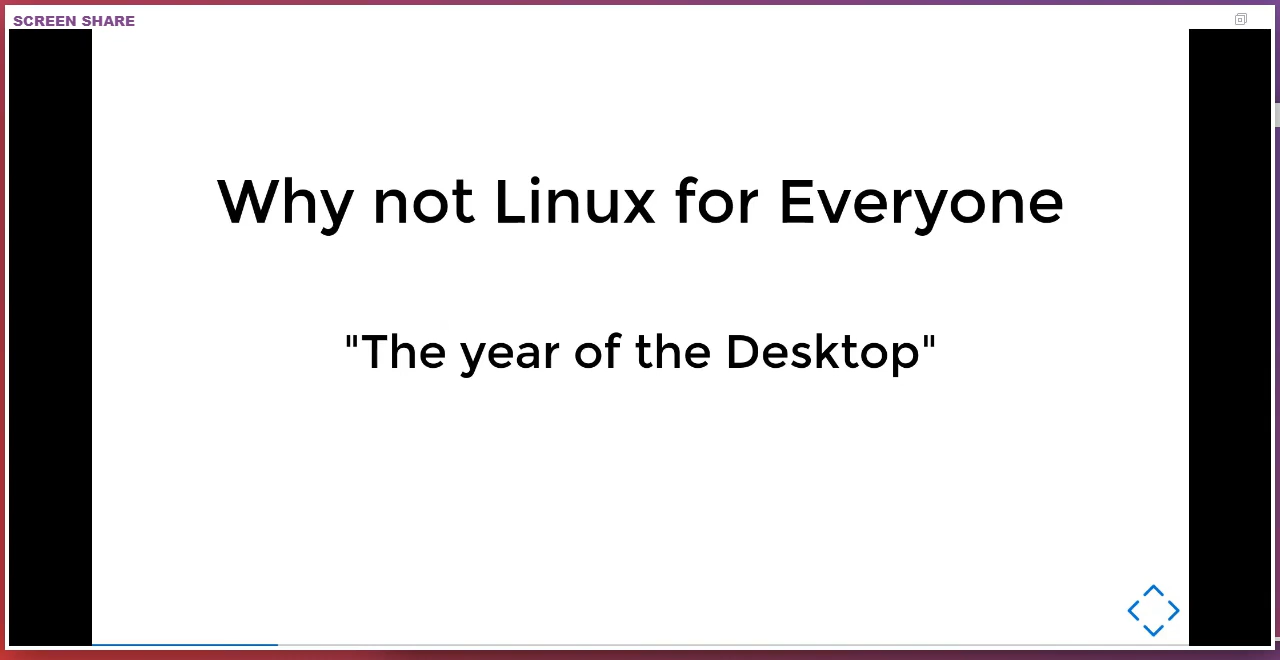 SCREEN SHARE
Why not Linux for Everyone
"The year of the Desktop"